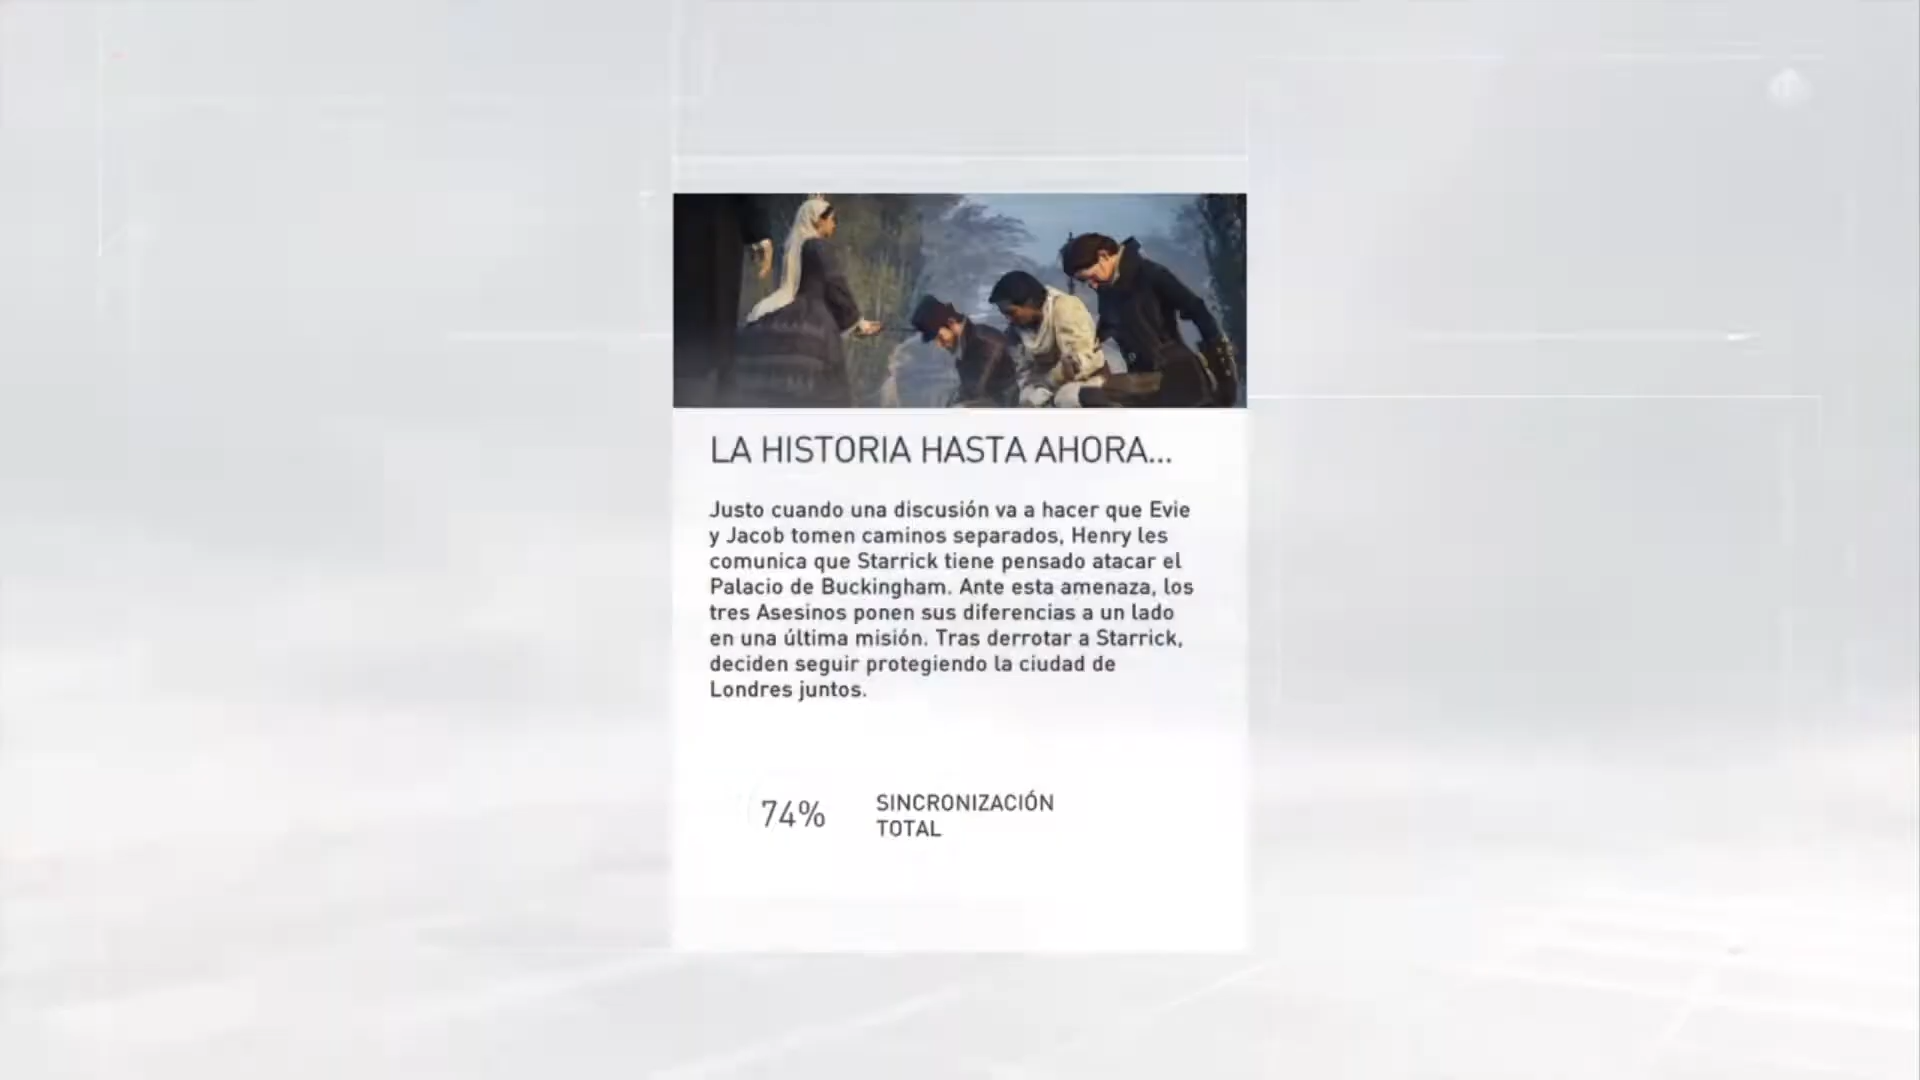 LA HISTORIA HASTA AHORA...
Justo cuando una discusión va a hacer que Evie
y Jacob tomen caminos separados, Henry les
comunica que Starrick tiene pensado atacar el
Palacio de Buckingham. Ante esta amenaza, los
tres Asesinos ponen sus diferencias a un lado
en una última misión. Tras derrotar a Starrick,
deciden seguir protegiendo la ciudad de
Londres juntos.
74%
SINCRONIZACIÓN
TOTAL